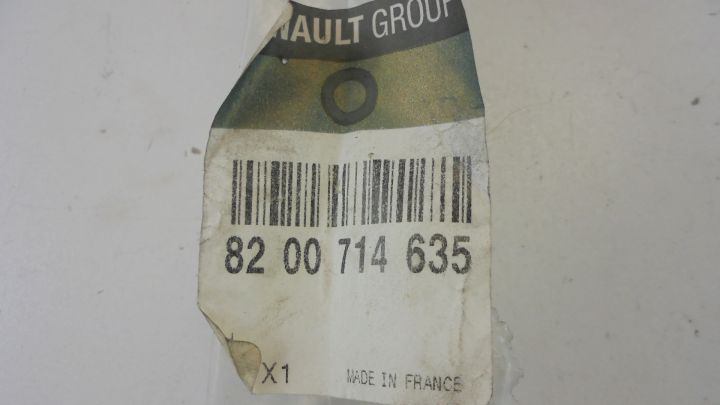 NAULT GROUP
82 00 714 635
X1 MADE IN FRANCE